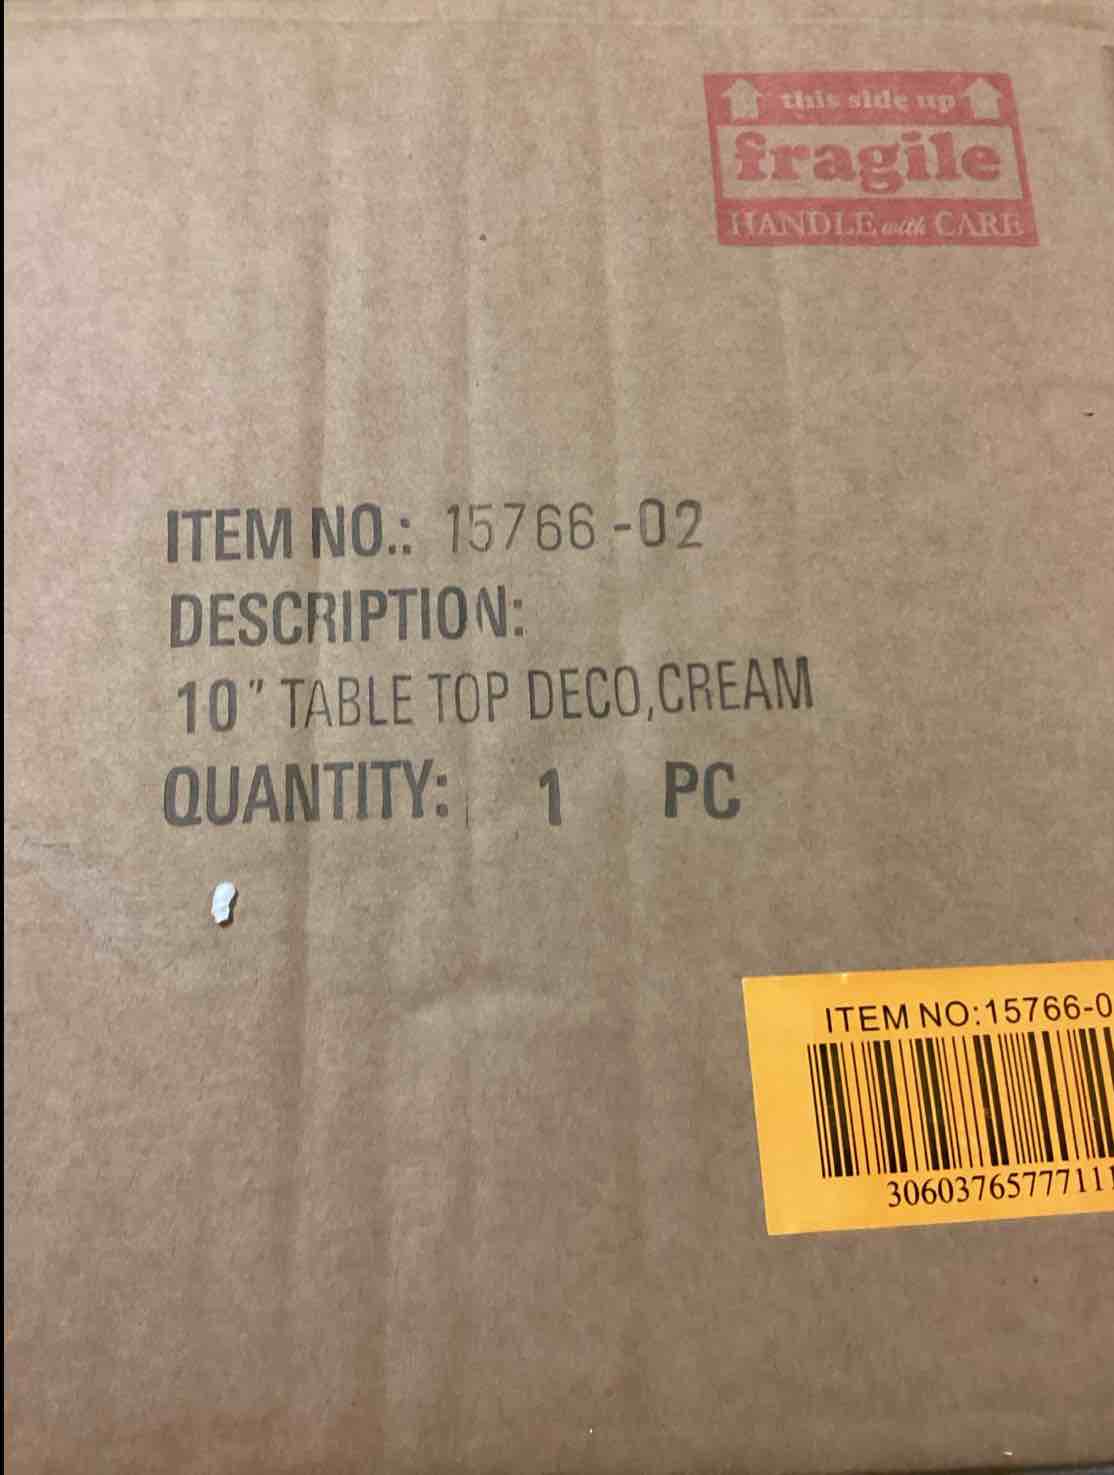 this side up
fragile
HANDLE with CARE
ITEM NO.: 15766-02
DESCRIPTION:
10" TABLE TOP DECO,CREAM
QUANTITY: 1 PC
ITEM NO:15766-0
30603765777111